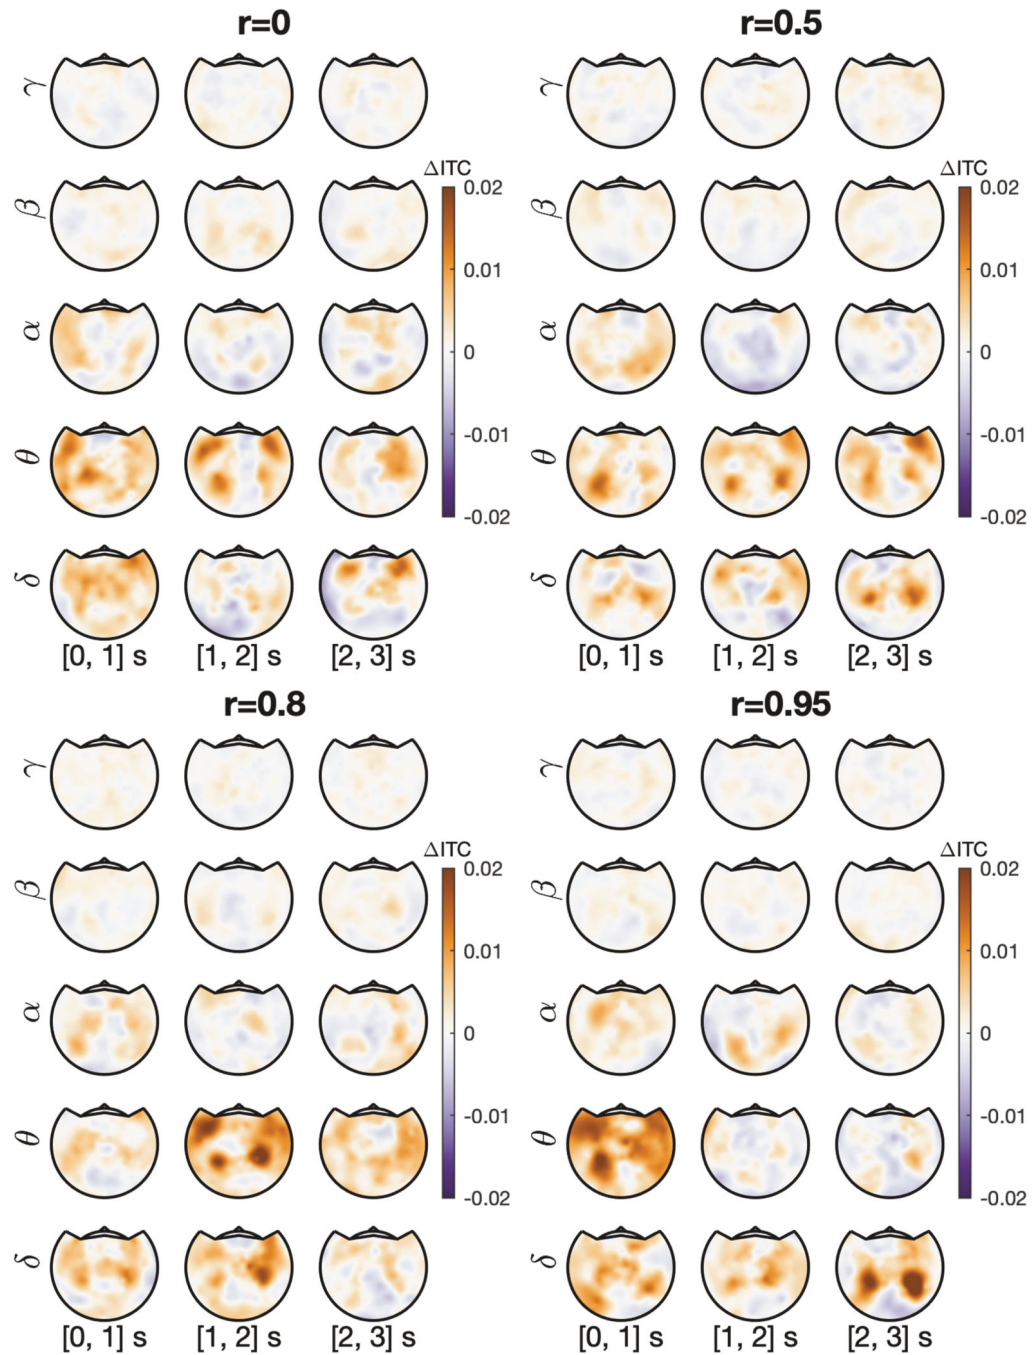 r=0
r=0.5
γ
γ
ΔITC
ΔITC
β
0.02
β
0.02
0.01
0.01
α
0
α
0
-0.01
-0.01
θ
θ
-0.02
-0.02
δ
δ
[0, 1] s [1, 2] s [2, 3] s
[0, 1] s [1, 2] s [2, 3] s
r=0.8
r=0.95
γ
γ
ΔITC
ΔITC
β
0.02
β
0.02
0.01
0.01
α
0
α
0
-0.01
-0.01
θ
θ
-0.02
-0.02
δ
δ
[0, 1] s [1, 2] s [2, 3] s
[0, 1] s [1, 2] s [2, 3] s